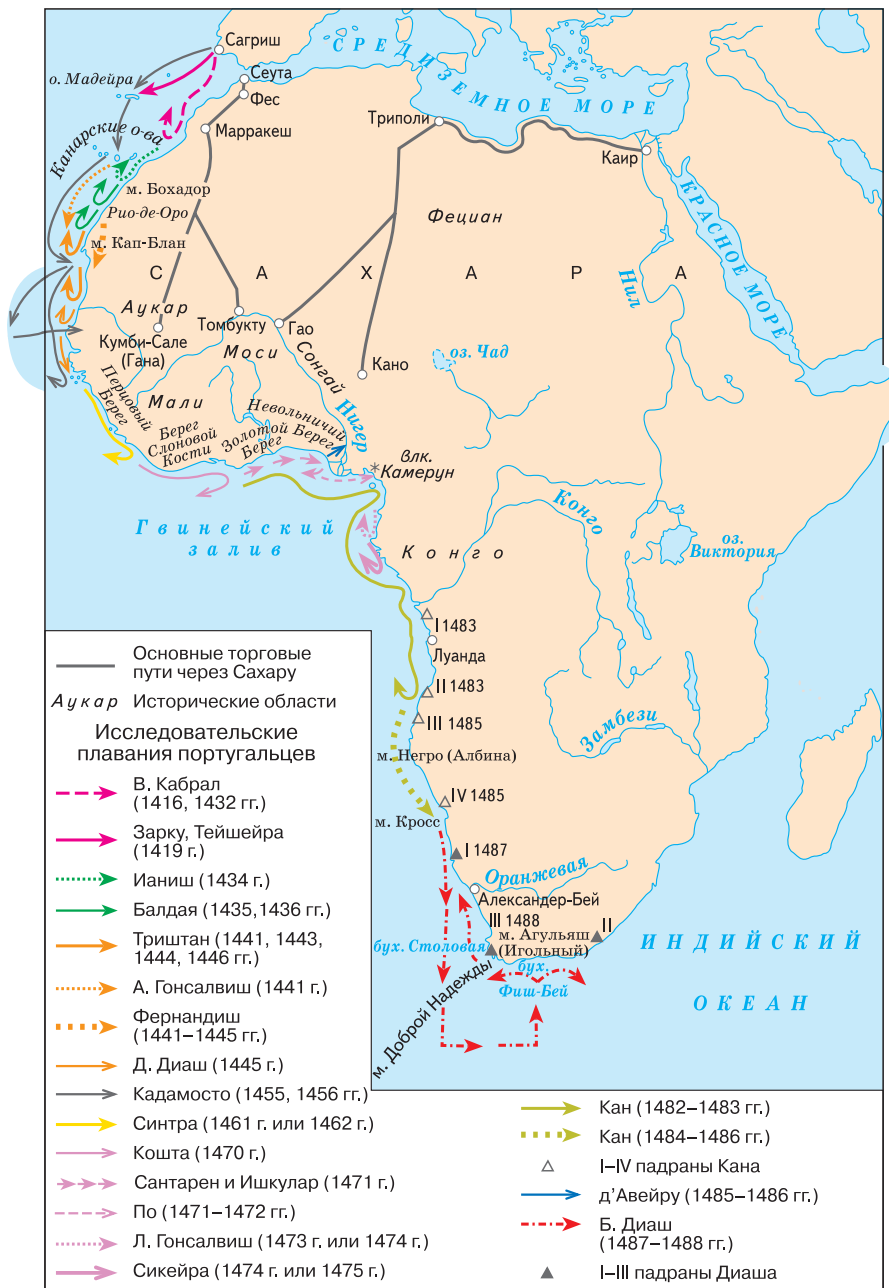 Сагриш
СРЕДИЗЕМНОЕ МОРЕ
Сеута
о. Мадейра
Фес
Марракеш
Триполи
Канарские о-ва
Каир
м. Бохадор
КРАСНОЕ МОРЕ
Рио-де-Оро
Фециан
м. Кап-Блан
САХАРА
Нил
Аукар
Томбукту
Гао
Кумби-Сале
(Гана)
Моси
Сонгай
Кано
оз. Чад
Перцовый
Берег
Мали
Нигер
Берег
Слоновой
Кости
Золотой
Берег
Невольничий
Берег
влк.
Камерун
Гвинейский
залив
Конго
Конго
оз.
Виктория
I 1483
Луанда
II 1483
III 1485
Замбези
м. Негро (Албина)
IV 1485
м. Кросс
I 1487
Оранжевая
Александер-Бей
III 1488
м. Агульяш
(Игольный)
II
бух. Столовая
бух.
Фиш-Бей
м. Доброй Надежды
ИНДИЙСКИЙ
ОКЕАН
Основные торговые
пути через Сахару
Аукар Исторические области
Исследовательские
плавания португальцев
В. Кабрал
(1416, 1432 гг.)
Зарку, Тейшейра
(1419 г.)
Ианиш (1434 г.)
Балдая (1435,1436 гг.)
Триштан (1441, 1443,
1444, 1446 гг.)
А. Гонсалвиш (1441 г.)
Фернандиш
(1441–1445 гг.)
Д. Диаш (1445 г.)
Кадамосто (1455, 1456 гг.)
Синтра (1461 г. или 1462 г.)
Кошта (1470 г.)
Сантарен и Ишкулар (1471 г.)
По (1471–1472 гг.)
Л. Гонсалвиш (1473 г. или 1474 г.)
Сикейра (1474 г. или 1475 г.)
Кан (1482–1483 гг.)
Кан (1484–1486 гг.)
I–IV падраны Кана
д’Авейру (1485–1486 гг.)
Б. Диаш
(1487–1488 гг.)
I–III падраны Диаша